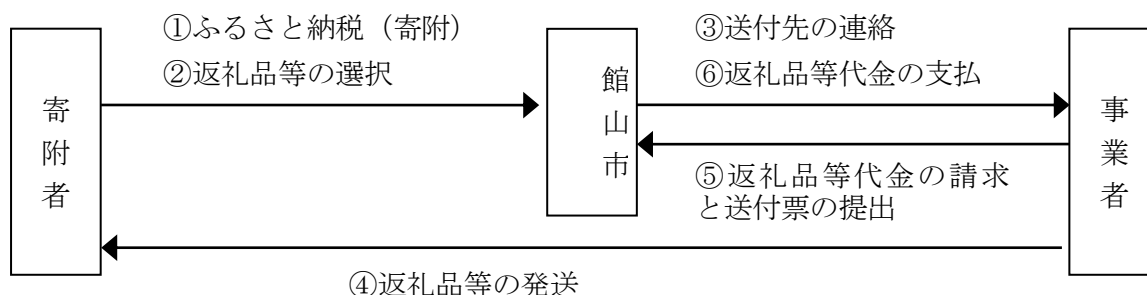 ①ふるさと納税（寄附）
②返礼品等の選択
寄附者
館山市
③送付先の連絡
⑥返礼品等代金の支払
⑤返礼品等代金の請求
と送付票の提出
事業者
④返礼品等の発送